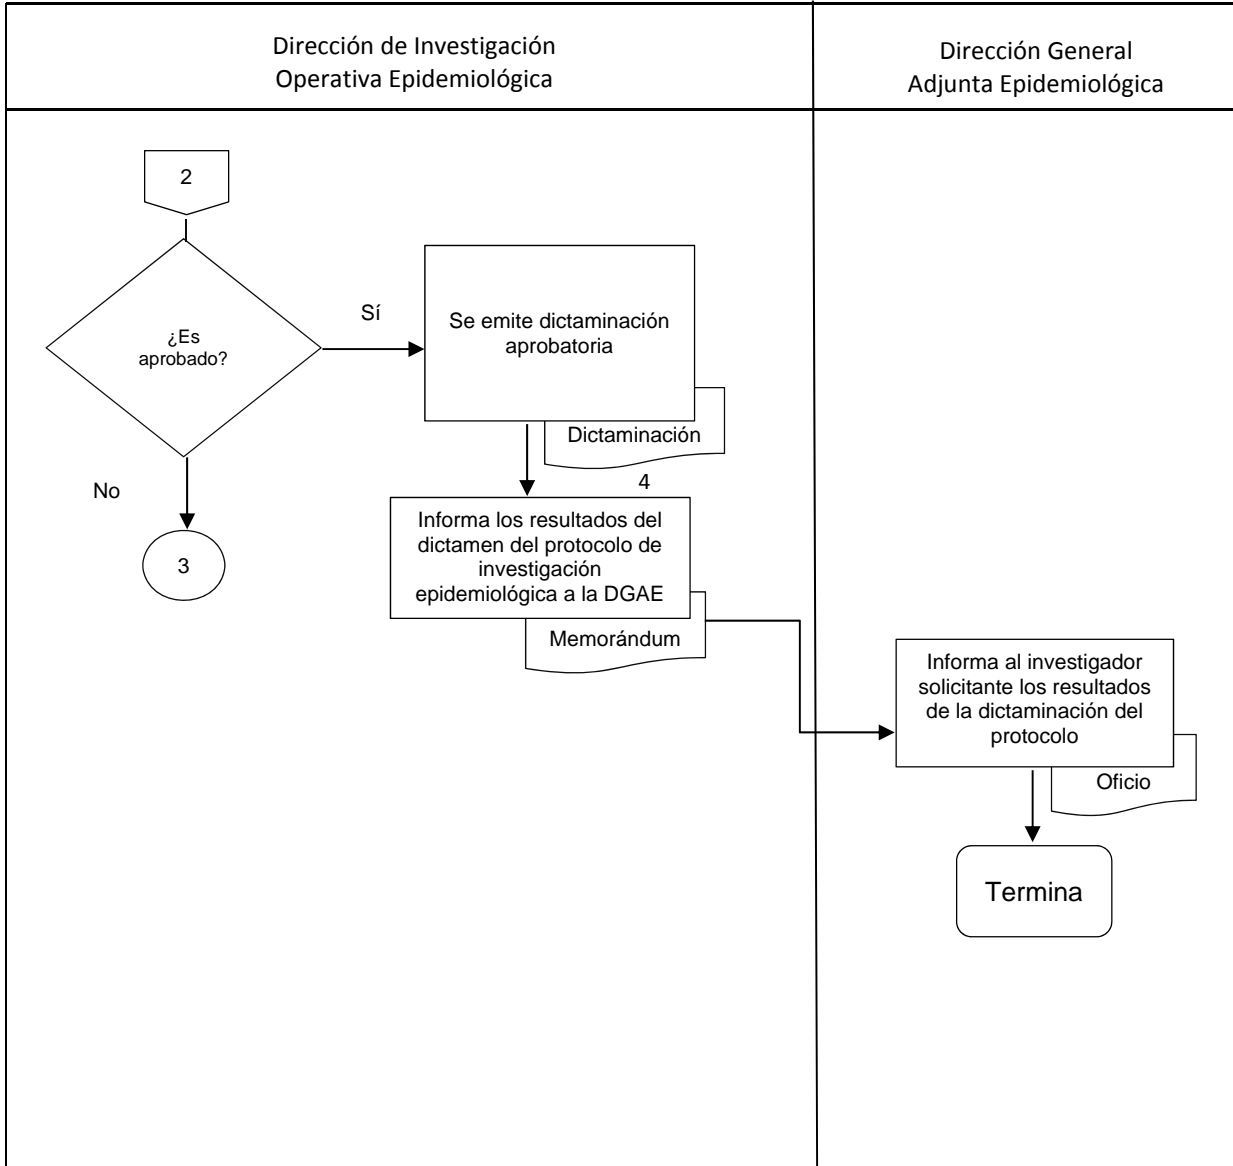 Dirección de Investigación
Operativa Epidemiológica
Dirección General
Adjunta Epidemiológica
2
¿Es
aprobado?
Sí
Se emite dictaminación
aprobatoria
Dictaminación
No
3
4
Informa los resultados del
dictamen del protocolo de
investigación
epidemiológica a la DGAE
Memorándum
Informa al investigador
solicitante los resultados
de la dictaminación del
protocolo
Oficio
Termina